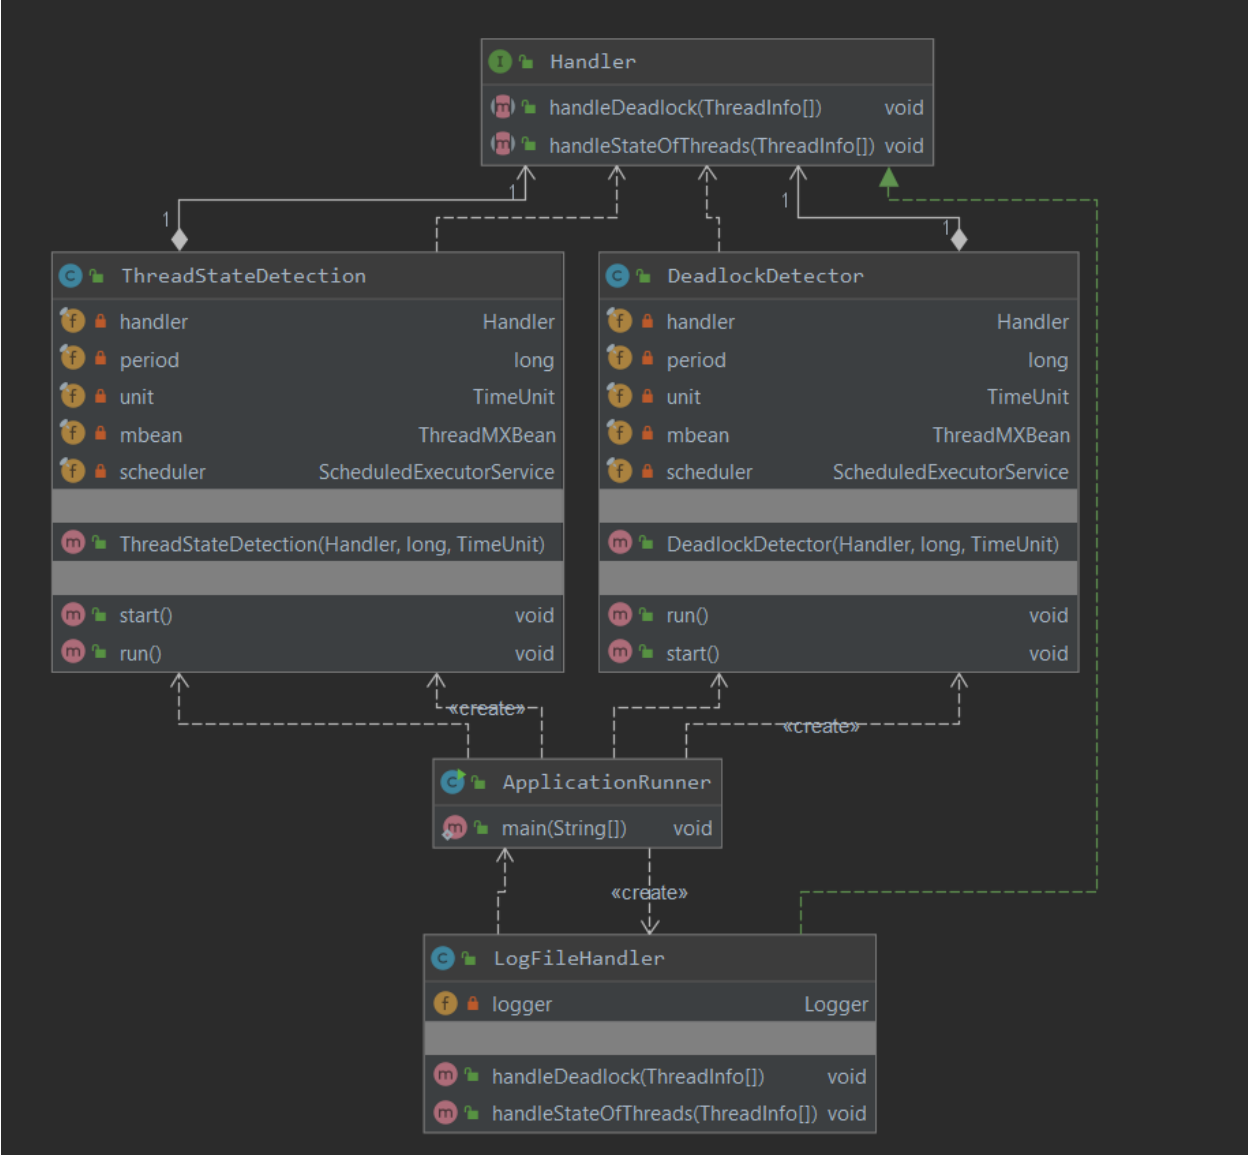 Handler
handleDeadlock(ThreadInfo[]) void
handleStateOfThreads(ThreadInfo[]) void
1 1 1 1
ThreadStateDetection
handler Handler
period long
unit TimeUnit
mbean ThreadMXBean
scheduler ScheduledExecutorService
ThreadStateDetection(Handler, long, TimeUnit)
start() void
run() void
DeadlockDetector
handler Handler
period long
unit TimeUnit
mbean ThreadMXBean
scheduler ScheduledExecutorService
DeadlockDetector(Handler, long, TimeUnit)
run() void
start() void
«create»
«create»
ApplicationRunner
main(String[]) void
«create»
LogFileHandler
logger Logger
handleDeadlock(ThreadInfo[]) void
handleStateOfThreads(ThreadInfo[]) void